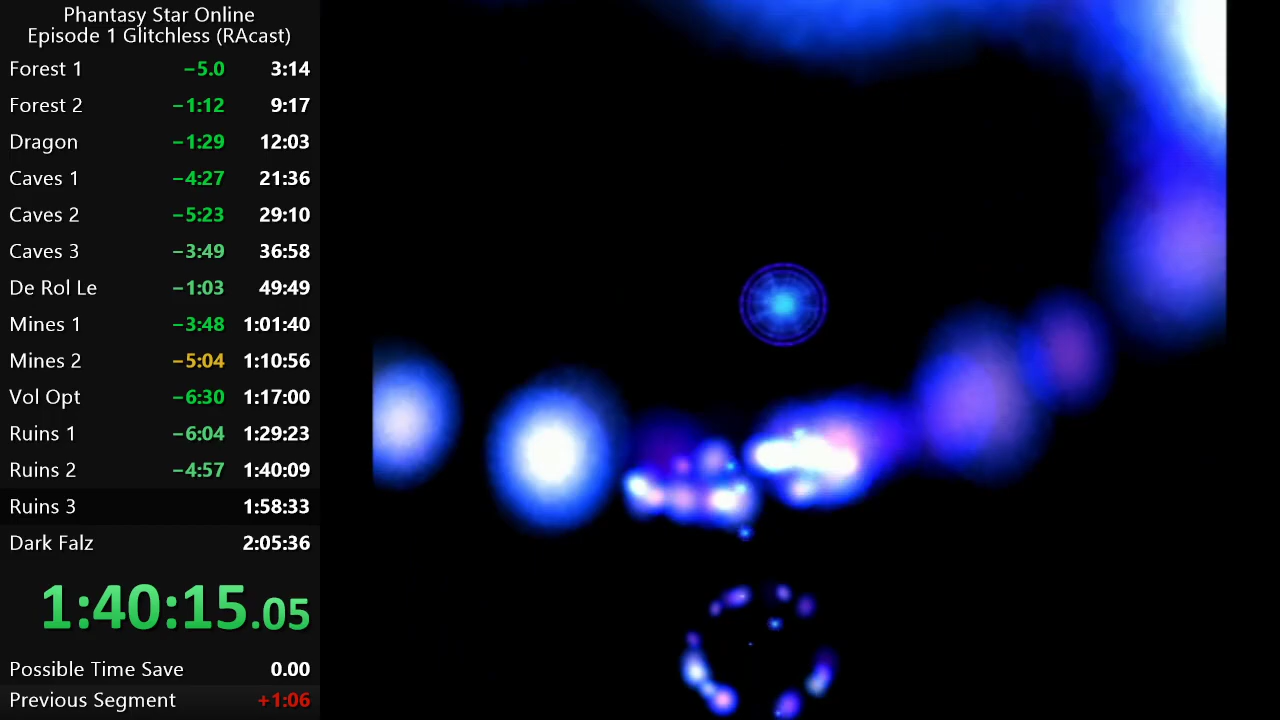 Phantasy Star Online
Episode 1 Glitchless (RAcast)
Forest 1 −5.0 3:14
Forest 2 −1:12 9:17
Dragon −1:29 12:03
Caves 1 −4:27 21:36
Caves 2 −5:23 29:10
Caves 3 −3:49 36:58
De Rol Le −1:03 49:49
Mines 1 −3:48 1:01:40
Mines 2 −5:04 1:10:56
Vol Opt −6:30 1:17:00
Ruins 1 −6:04 1:29:23
Ruins 2 −4:57 1:40:09
Ruins 3 1:58:33
Dark Falz 2:05:36
1:40:15.05
Possible Time Save 0.00
Previous Segment +1:06